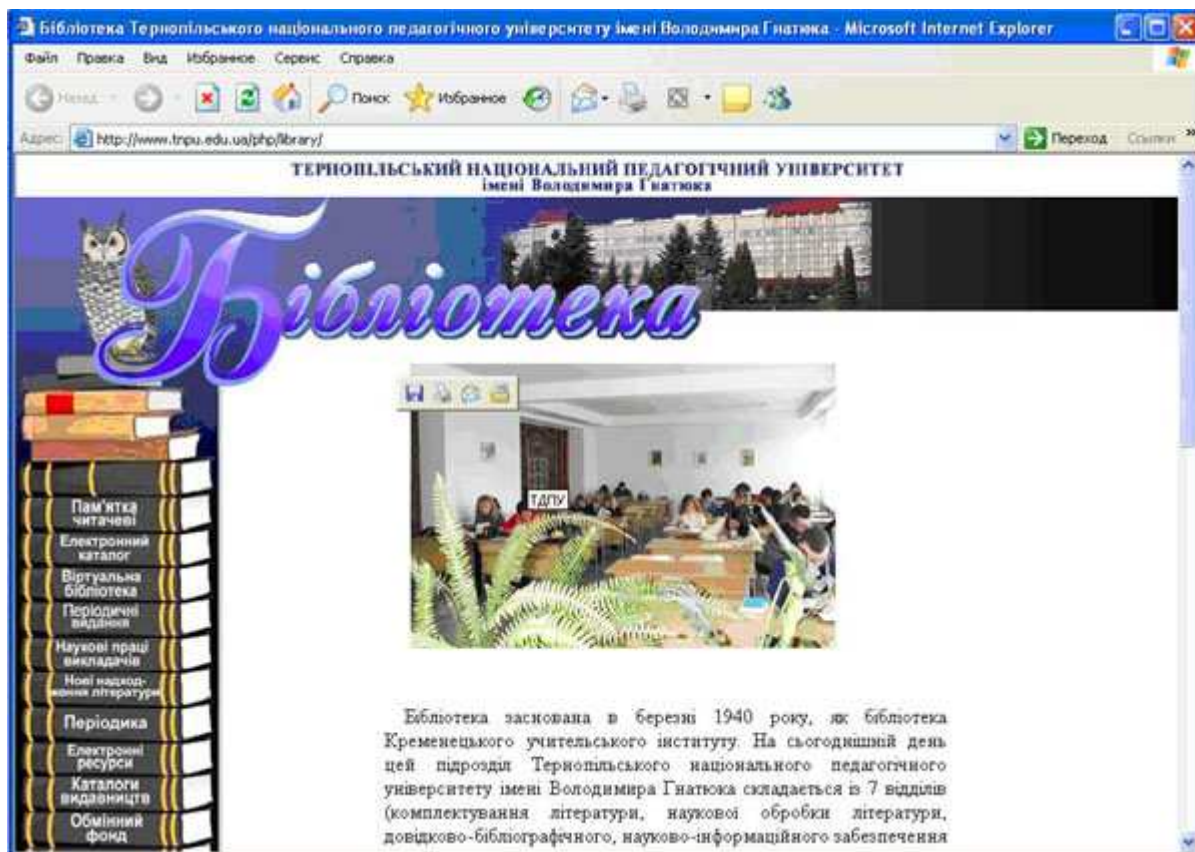 Бібліотека Тернопільського національного педагогічного університету імені Володимира Гнатюка - Microsoft Internet Explorer
Файл Правка Вид Избранное Сервис Справка
Назад Поиск Избранное
Адрес: http://www.tnpu.edu.ua/php/library/ Переход Ссылки »
ТЕРНОПІЛЬСЬКИЙ НАЦІОНАЛЬНИЙ ПЕДАГОГІЧНИЙ УНІВЕРСИТЕТ
імені Володимира Гнатюка
Бібліотека
ТДПУ
Пам'ятка
читачеві
Електронний
каталог
Віртуальна
бібліотека
Періодичні
видання
Наукові праці
викладачів
Нові надход-
ження літератури
Періодика
Електронні
ресурси
Каталоги
видавництв
Обмінний
фонд
Бібліотека заснована в березні 1940 року, як бібліотека
Кременецького учительського інституту. На сьогоднішній день
цей підрозділ Тернопільського національного педагогічного
університету імені Володимира Гнатюка складається із 7 відділів
(комплектування літератури, наукової обробки літератури,
довідково-бібліографічного, науково-інформаційного забезпечення